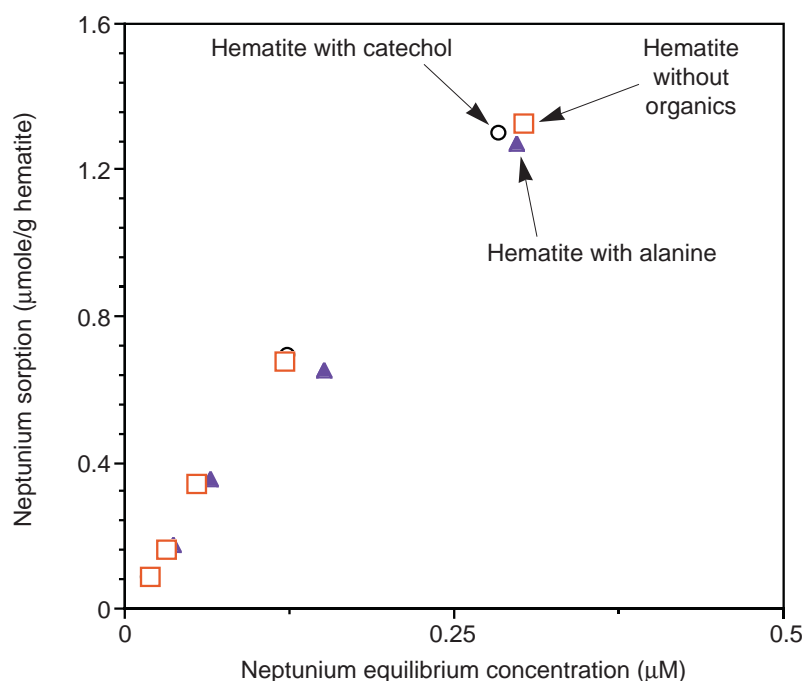 1.6
Hematite with catechol
Hematite
without
organics
1.2
Hematite with alanine
0.8
0.4
0
0
0.25
0.5
Neptunium sorption (μmole/g hematite)
Neptunium equilibrium concentration (μM)